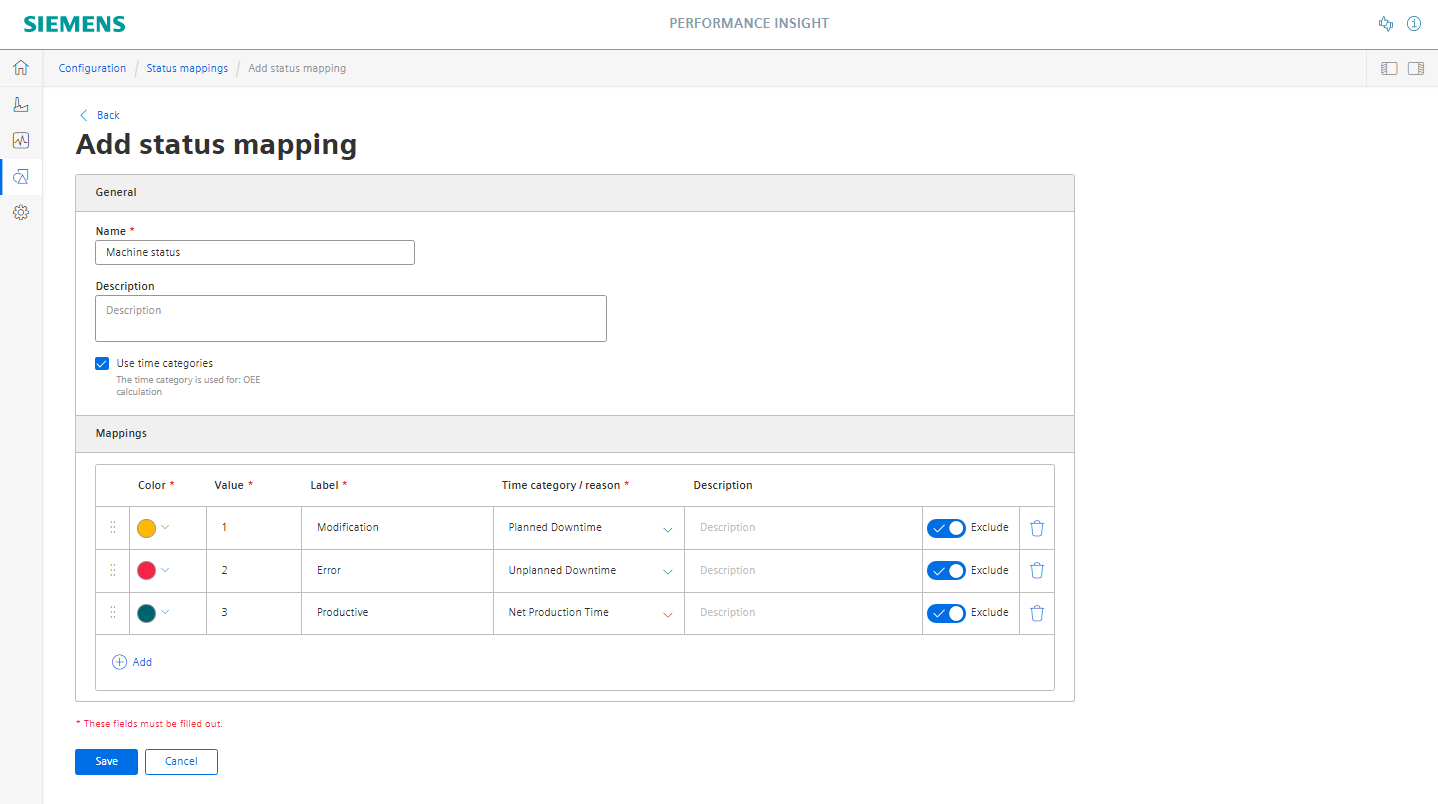 SIEMENS
PERFORMANCE INSIGHT
Configuration / Status mappings / Add status mapping
Back
Add status mapping
General
Name *
Machine status
Description
Description
Use time categories
The time category is used for: OEE
calculation
Mappings
Color * Value * Label * Time category / reason * Description
1 Modification Planned Downtime Description Exclude
2 Error Unplanned Downtime Description Exclude
3 Productive Net Production Time Description Exclude
Add
* These fields must be filled out.
Save Cancel